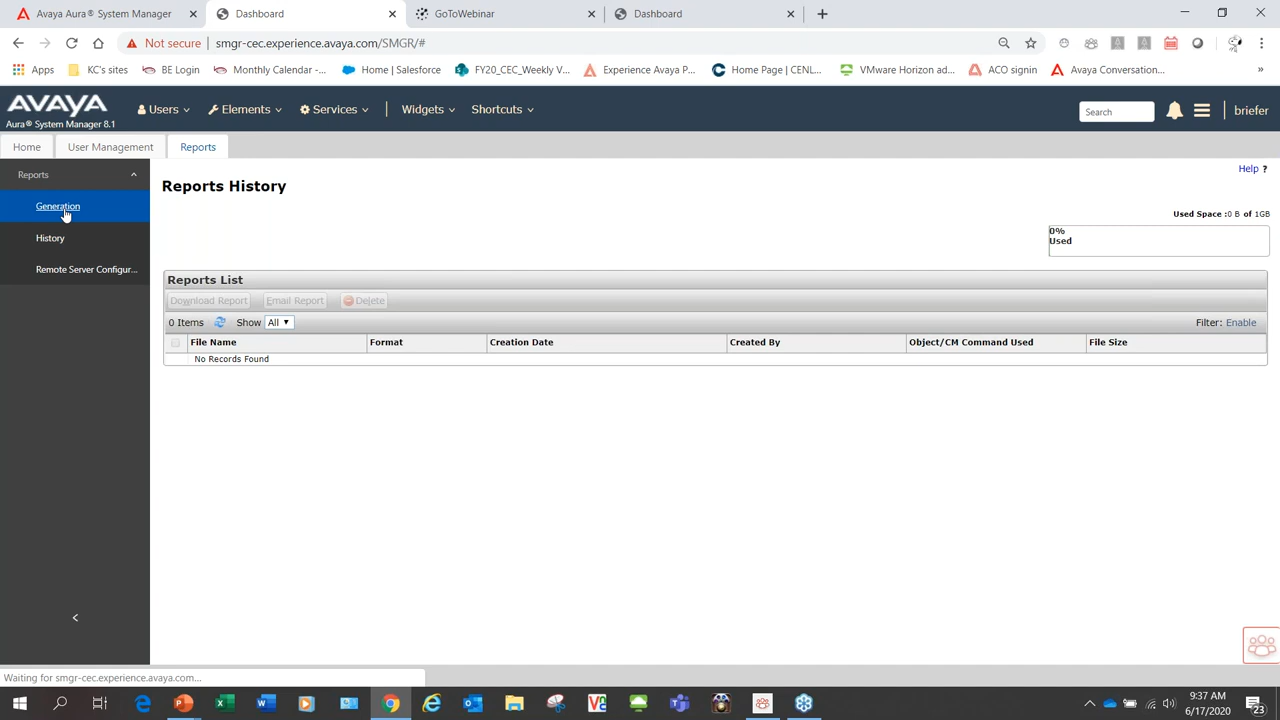 Avaya Aura® System Manager
Dashboard
GoToWebinar
Dashboard
Not secure
smgr-cec.experience.avaya.com/SMGR/#
Apps
KC's sites
BE Login
Monthly Calendar -...
Home | Salesforce
FY20_CEC_Weekly V...
Experience Avaya P...
Home Page | CENL...
VMware Horizon ad...
ACO signin
Avaya Conversation...
»
AVAYA
Aura® System Manager 8.1
Users
Elements
Services
Widgets
Shortcuts
Search
briefer
Home
User Management
Reports
Reports
Generation
History
Remote Server Configur...
Help ?
Reports History
Used Space :0 B of 1GB
0%
Used
Reports List
Download Report
Email Report
Delete
0 Items
Show
All
Filter: Enable
File Name
Format
Creation Date
Created By
Object/CM Command Used
File Size
No Records Found
Waiting for smgr-cec.experience.avaya.com...
9:37 AM
6/17/2020
23